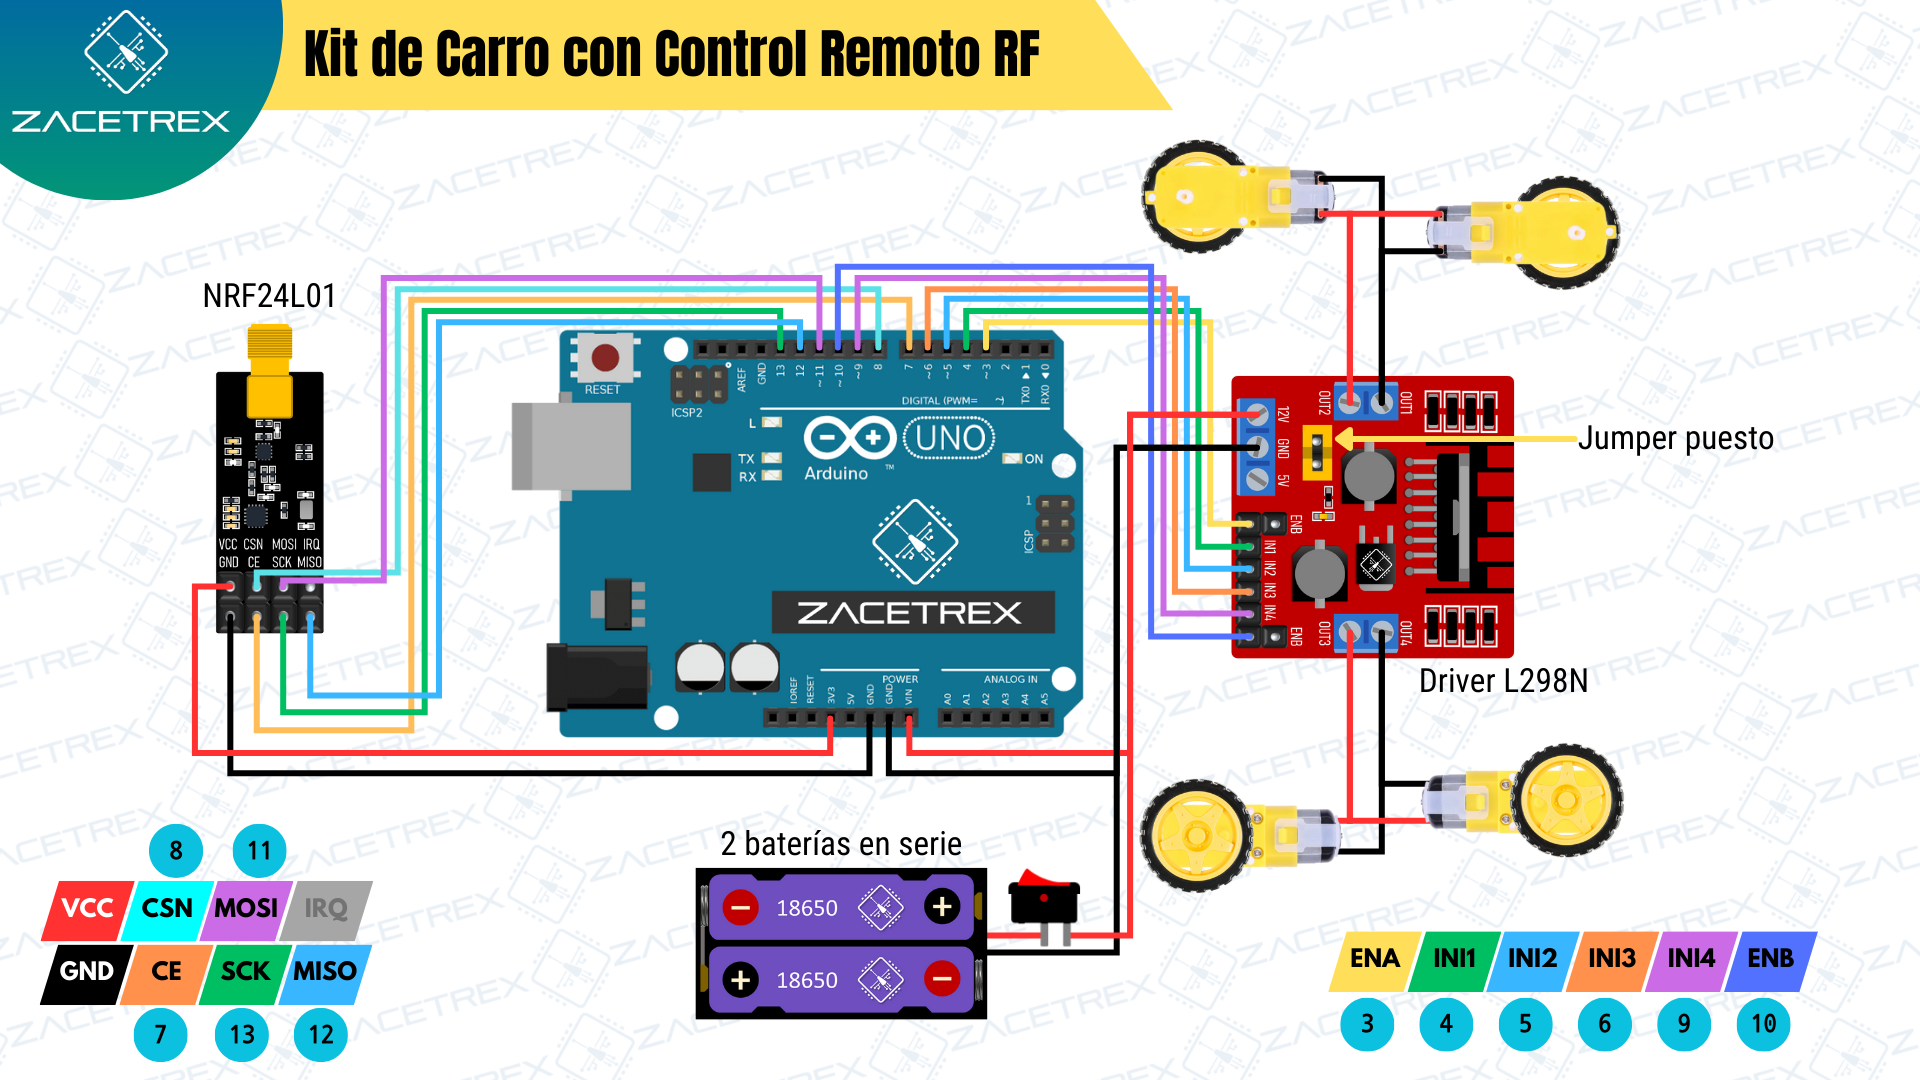 ZACETREX
Kit de Carro con Control Remoto RF
NRF24L01
VCC CSN MOSI IRQ
GND CE SCK MISO
RESET
ICSP2
AREF
GND
13
12
~11
~10
~9
8
7
~6
~5
4
~3
2
TX0 ▶ 1
RX0 ◀ 0
DIGITAL (PWM= ~)
L
TX
RX
UNO
ON
Arduino
TM
1
ICSP
ZACETREX
POWER
ANALOG IN
IOREF
RESET
3V3
5V
GND
GND
VIN
A0
A1
A2
A3
A4
A5
OUT2
OUT1
12V
GND
5V
Jumper puesto
ENB
IN1
IN2
IN3
IN4
ENB
OUT3
OUT4
Driver L298N
2 baterías en serie
− 18650 +
+ 18650 −
8 11
VCC CSN MOSI IRQ
GND CE SCK MISO
7 13 12
ENA INI1 INI2 INI3 INI4 ENB
3 4 5 6 9 10